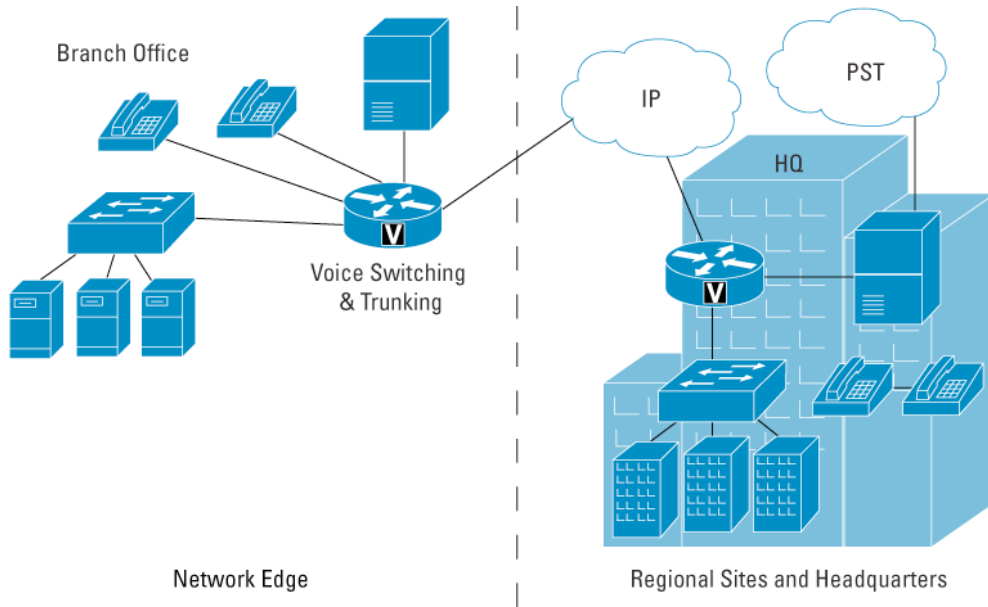 Branch Office
IP
PST
HQ
V
Voice Switching
& Trunking
V
Network Edge
Regional Sites and Headquarters